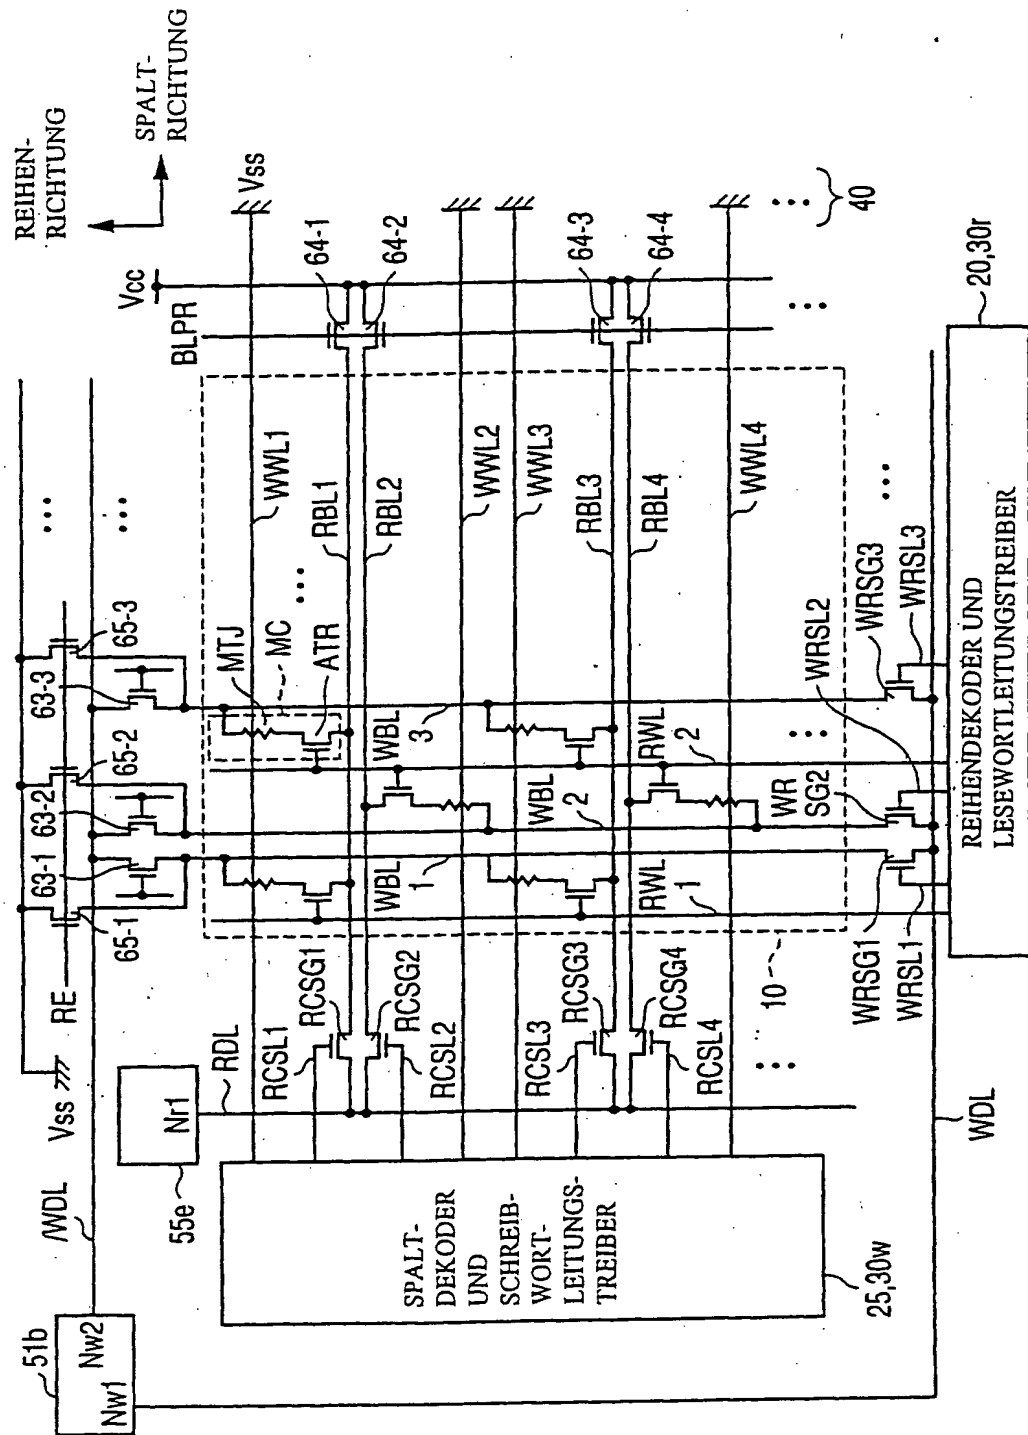 REIHEN-
RICHTUNG
SPALT-
RICHTUNG
Vcc
Vss
BLPR
64-1
64-2
64-3
64-4
40
20,30r
WWL1
RBL1
RBL2
WWL2
WWL3
RBL3
RBL4
WWL4
65-3
63-3
65-2
63-2
63-1
65-1
MTJ
MC
ATR
WBL
3
WBL
2
WBL
1
RWL
2
RWL
1
WRSL2
WRSG3
WRSL3
WR
SG2
WRSG1
WRSL1
REIHENDEKODER UND
LESEWORTLEITUNGSTREIBER
10
RE
Vss
RDL
RCSL1
RCSG1
RCSG2
RCSL2
RCSL3
RCSG3
RCSG4
RCSL4
WDL
/WDL
Nr1
55e
SPALT-
DEKODER
UND
SCHREIB-
WORT-
LEITUNGS-
TREIBER
25,30w
51b
Nw2
Nw1